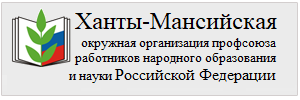 Ханты-Мансийская
окружная организация профсоюза
работников народного образования
и науки Российской Федерации